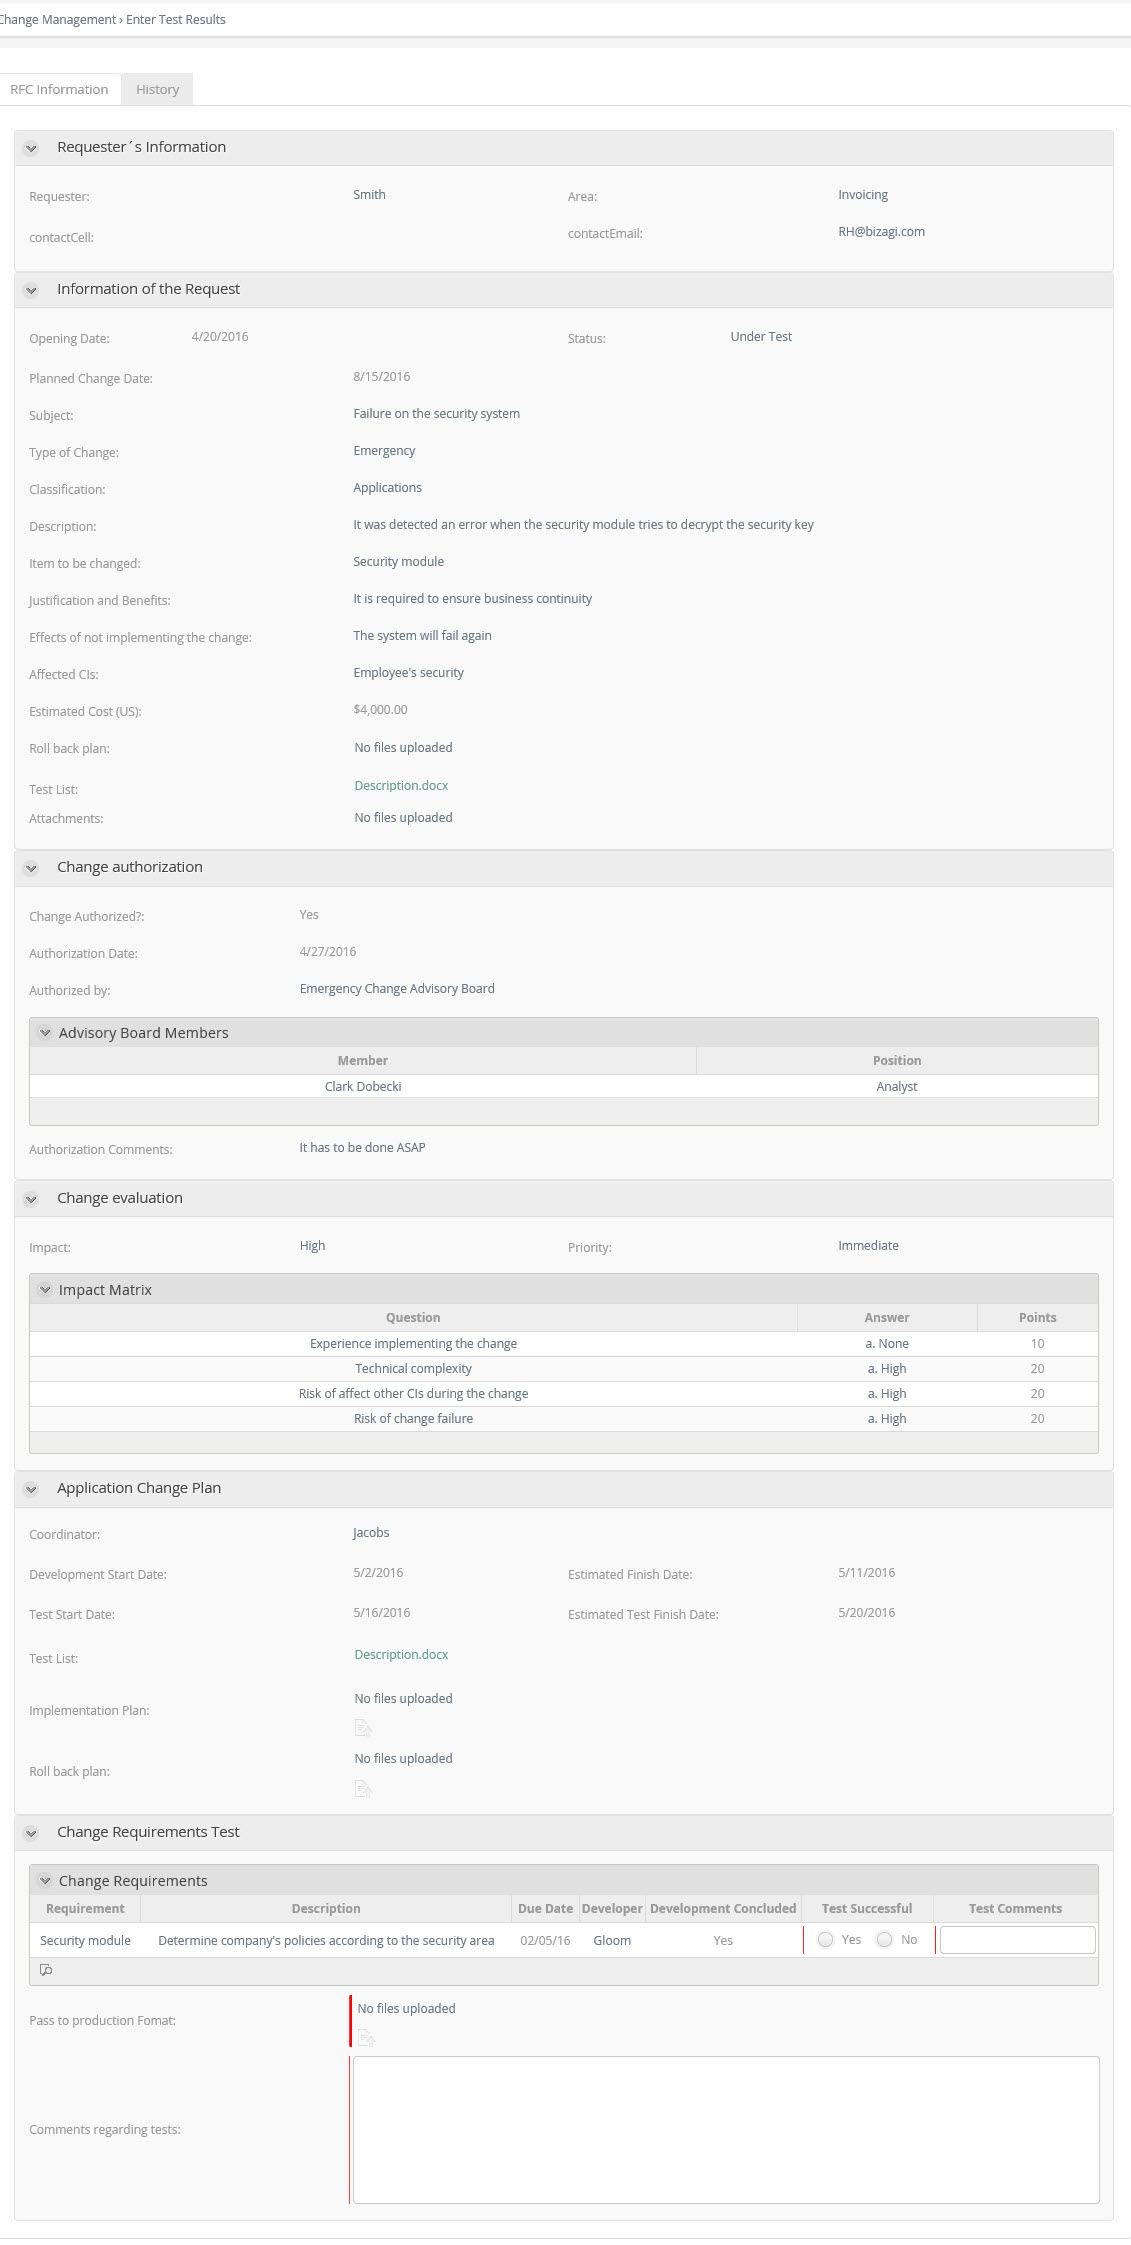 Change Management › Enter Test Results
RFC Information History
Requester´s Information
Requester: Smith Area: Invoicing
contactCell: contactEmail: RH@bizagi.com
Information of the Request
Opening Date: 4/20/2016 Status: Under Test
Planned Change Date: 8/15/2016
Subject: Failure on the security system
Type of Change: Emergency
Classification: Applications
Description: It was detected an error when the security module tries to decrypt the security key
Item to be changed: Security module
Justification and Benefits: It is required to ensure business continuity
Effects of not implementing the change: The system will fail again
Affected CIs: Employee's security
Estimated Cost (US): $4,000.00
Roll back plan: No files uploaded
Test List: Description.docx
Attachments: No files uploaded
Change authorization
Change Authorized?: Yes
Authorization Date: 4/27/2016
Authorized by: Emergency Change Advisory Board
Advisory Board Members
Member Position
Clark Dobecki Analyst
Authorization Comments: It has to be done ASAP
Change evaluation
Impact: High Priority: Immediate
Impact Matrix
Question Answer Points
Experience implementing the change a. None 10
Technical complexity a. High 20
Risk of affect other CIs during the change a. High 20
Risk of change failure a. High 20
Application Change Plan
Coordinator: Jacobs
Development Start Date: 5/2/2016 Estimated Finish Date: 5/11/2016
Test Start Date: 5/16/2016 Estimated Test Finish Date: 5/20/2016
Test List: Description.docx
Implementation Plan: No files uploaded
Roll back plan: No files uploaded
Change Requirements Test
Change Requirements
Requirement Description Due Date Developer Development Concluded Test Successful Test Comments
Security module Determine company's policies according to the security area 02/05/16 Gloom Yes Yes No
Pass to production Fomat: No files uploaded
Comments regarding tests: